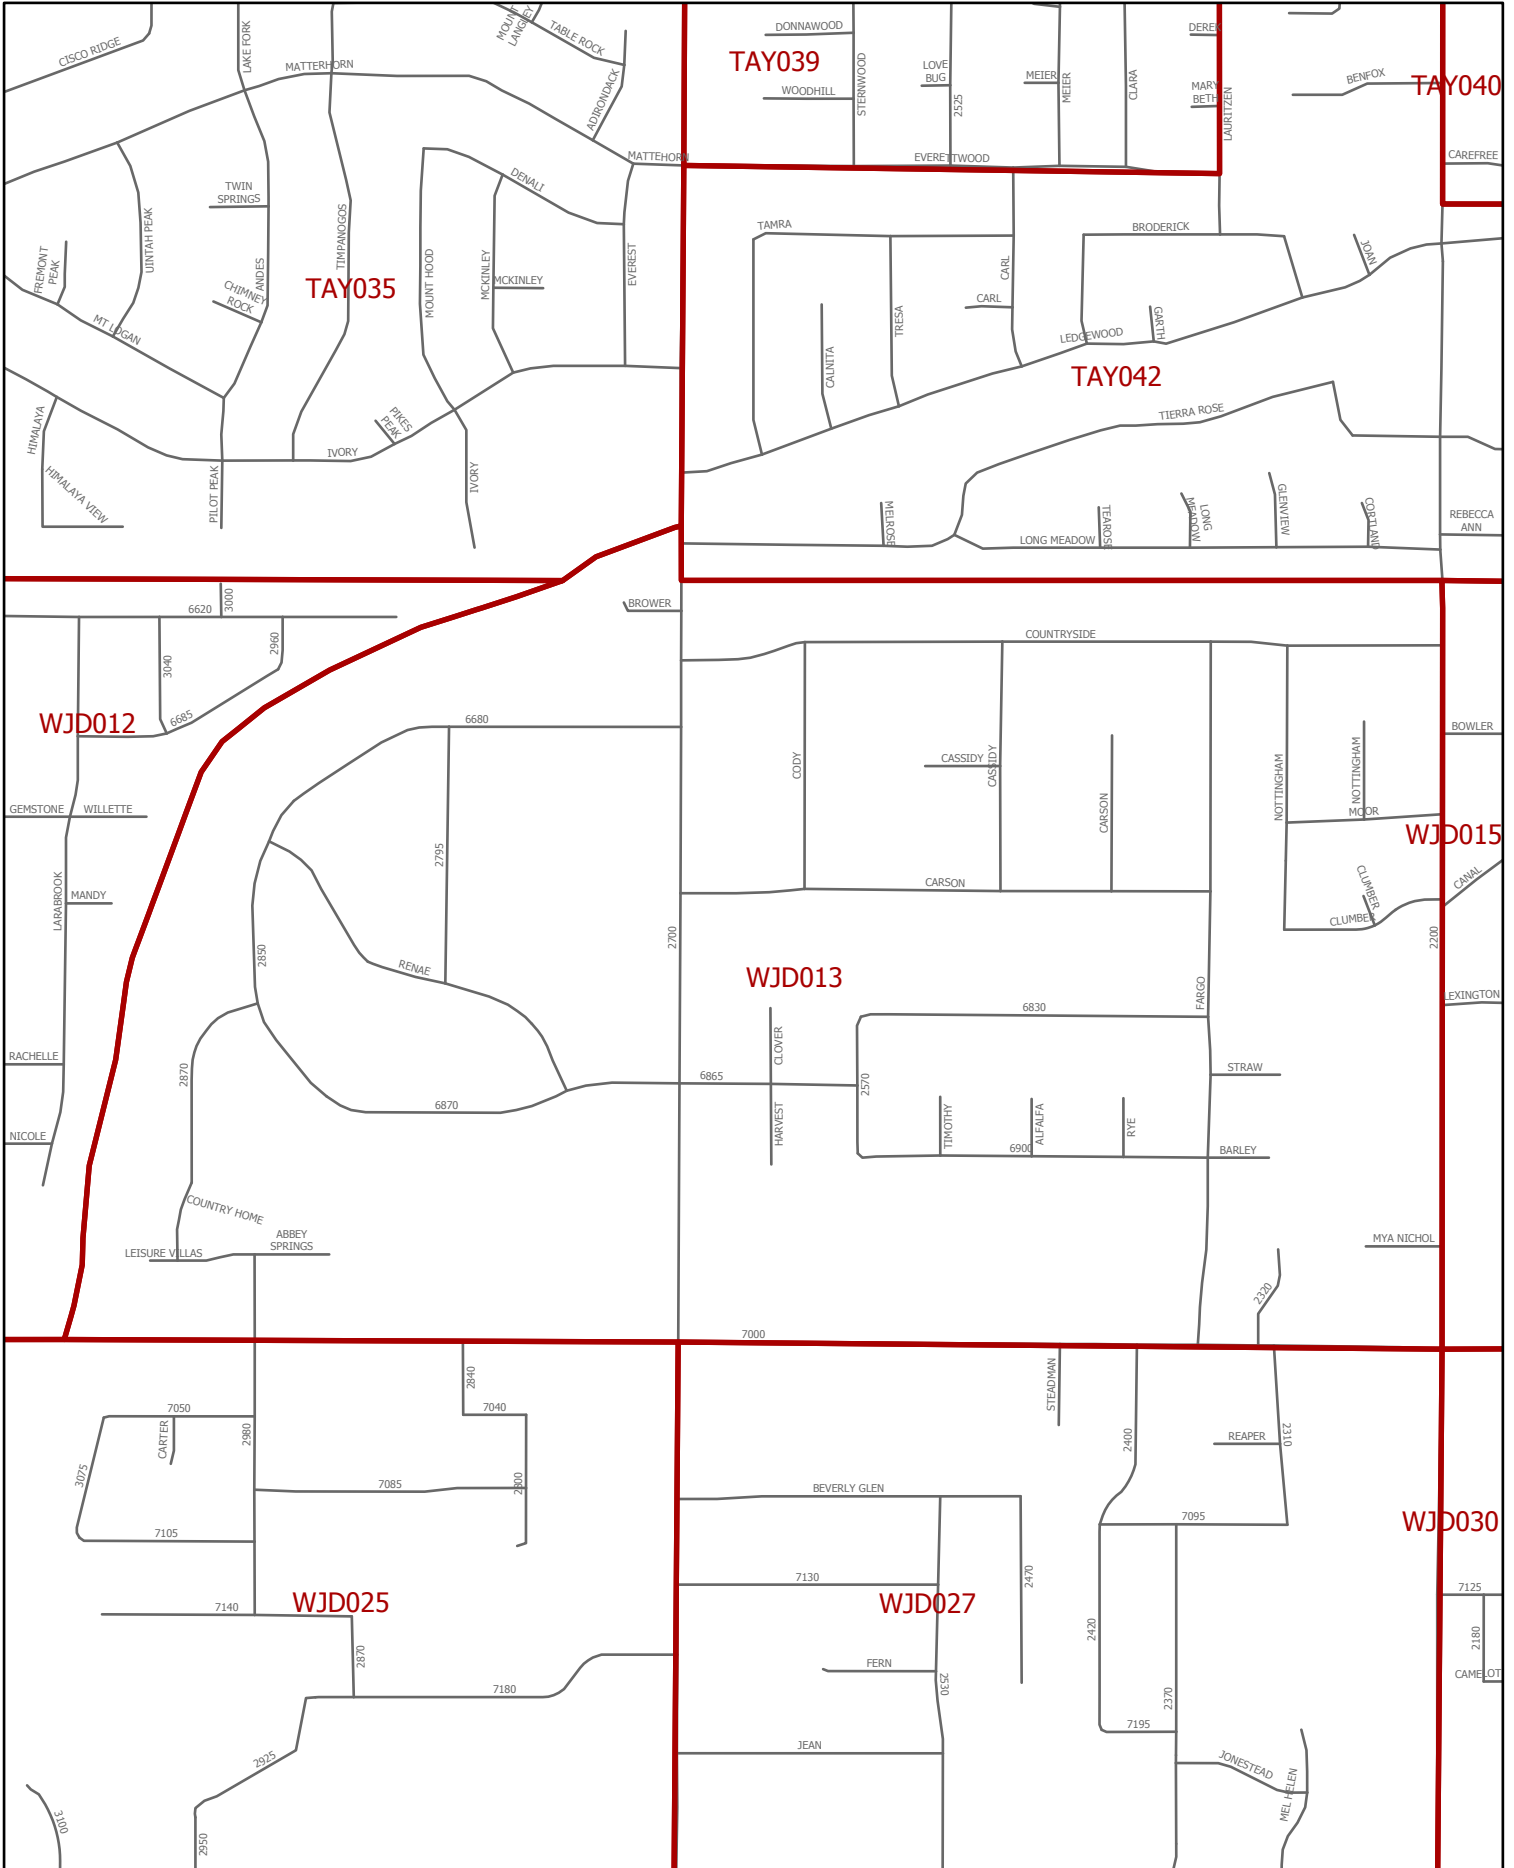 CISCO RIDGE
LAKE FORK
MATTERHORN
MOUNT
LANGLEY
TABLE ROCK
ADIRONDACK
MATTEHORN
TAY039
DONNAWOOD
WOODHILL
STERNWOOD
LOVE
BUG
2525
MEIER
MEIER
CLARA
DEREK
MARY
BETH
LAURITZEN
EVERETTWOOD
BENFOX
TAY040
CAREFREE
TWIN
SPRINGS
UINTAH PEAK
FREMONT
PEAK
ANDES
CHIMNEY
ROCK
MT LOGAN
TIMPANOGOS
TAY035
MOUNT HOOD
DENALI
MCKINLEY
MCKINLEY
EVEREST
HIMALAYA
HIMALAYA VIEW
PILOT PEAK
IVORY
PIKES
PEAK
IVORY
TAMRA
CALNITA
TRESA
CARL
CARL
BRODERICK
JOAN
GARTH
LEDGEWOOD
TAY042
TIERRA ROSE
MELROSE
LONG MEADOW
TEAROSE
LONG
MEADOW
GLENVIEW
CORTLAND
REBECCA
ANN
6620
3000
3040
2960
6685
WJD012
GEMSTONE
WILLETTE
LARABROOK
MANDY
RACHELLE
NICOLE
BROWER
COUNTRYSIDE
6680
2795
2850
RENAE
2870
6870
COUNTRY HOME
LEISURE VILLAS
ABBEY
SPRINGS
2700
CODY
CASSIDY
CASSIDY
CARSON
CARSON
NOTTINGHAM
NOTTINGHAM
MOOR
CLUMBER
CLUMBER
BOWLER
WJD015
CANAL
2200
LEXINGTON
WJD013
FARGO
6830
CLOVER
6865
HARVEST
2570
TIMOTHY
ALFALFA
RYE
6900
STRAW
BARLEY
MYA NICHOL
2320
7000
2840
7040
7050
CARTER
2980
3075
7085
2800
7105
7140
WJD025
2870
7180
2925
2950
3100
STEADMAN
2400
REAPER
2310
BEVERLY GLEN
7095
7130
2470
WJD027
2420
2370
FERN
2530
7195
JEAN
JONESTEAD
MEL HELEN
WJD030
7125
2180
CAMELOT